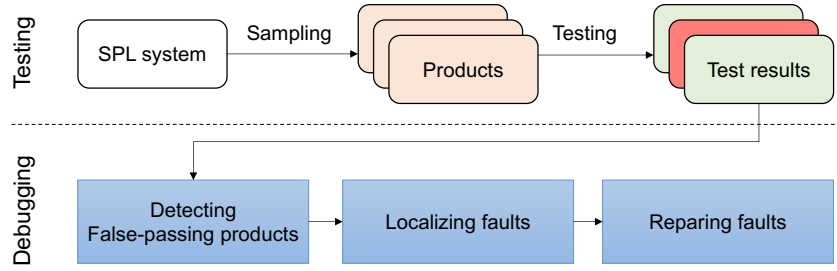 Testing
SPL system
Sampling
Products
Testing
Test results
Debugging
Detecting
False-passing products
Localizing faults
Reparing faults